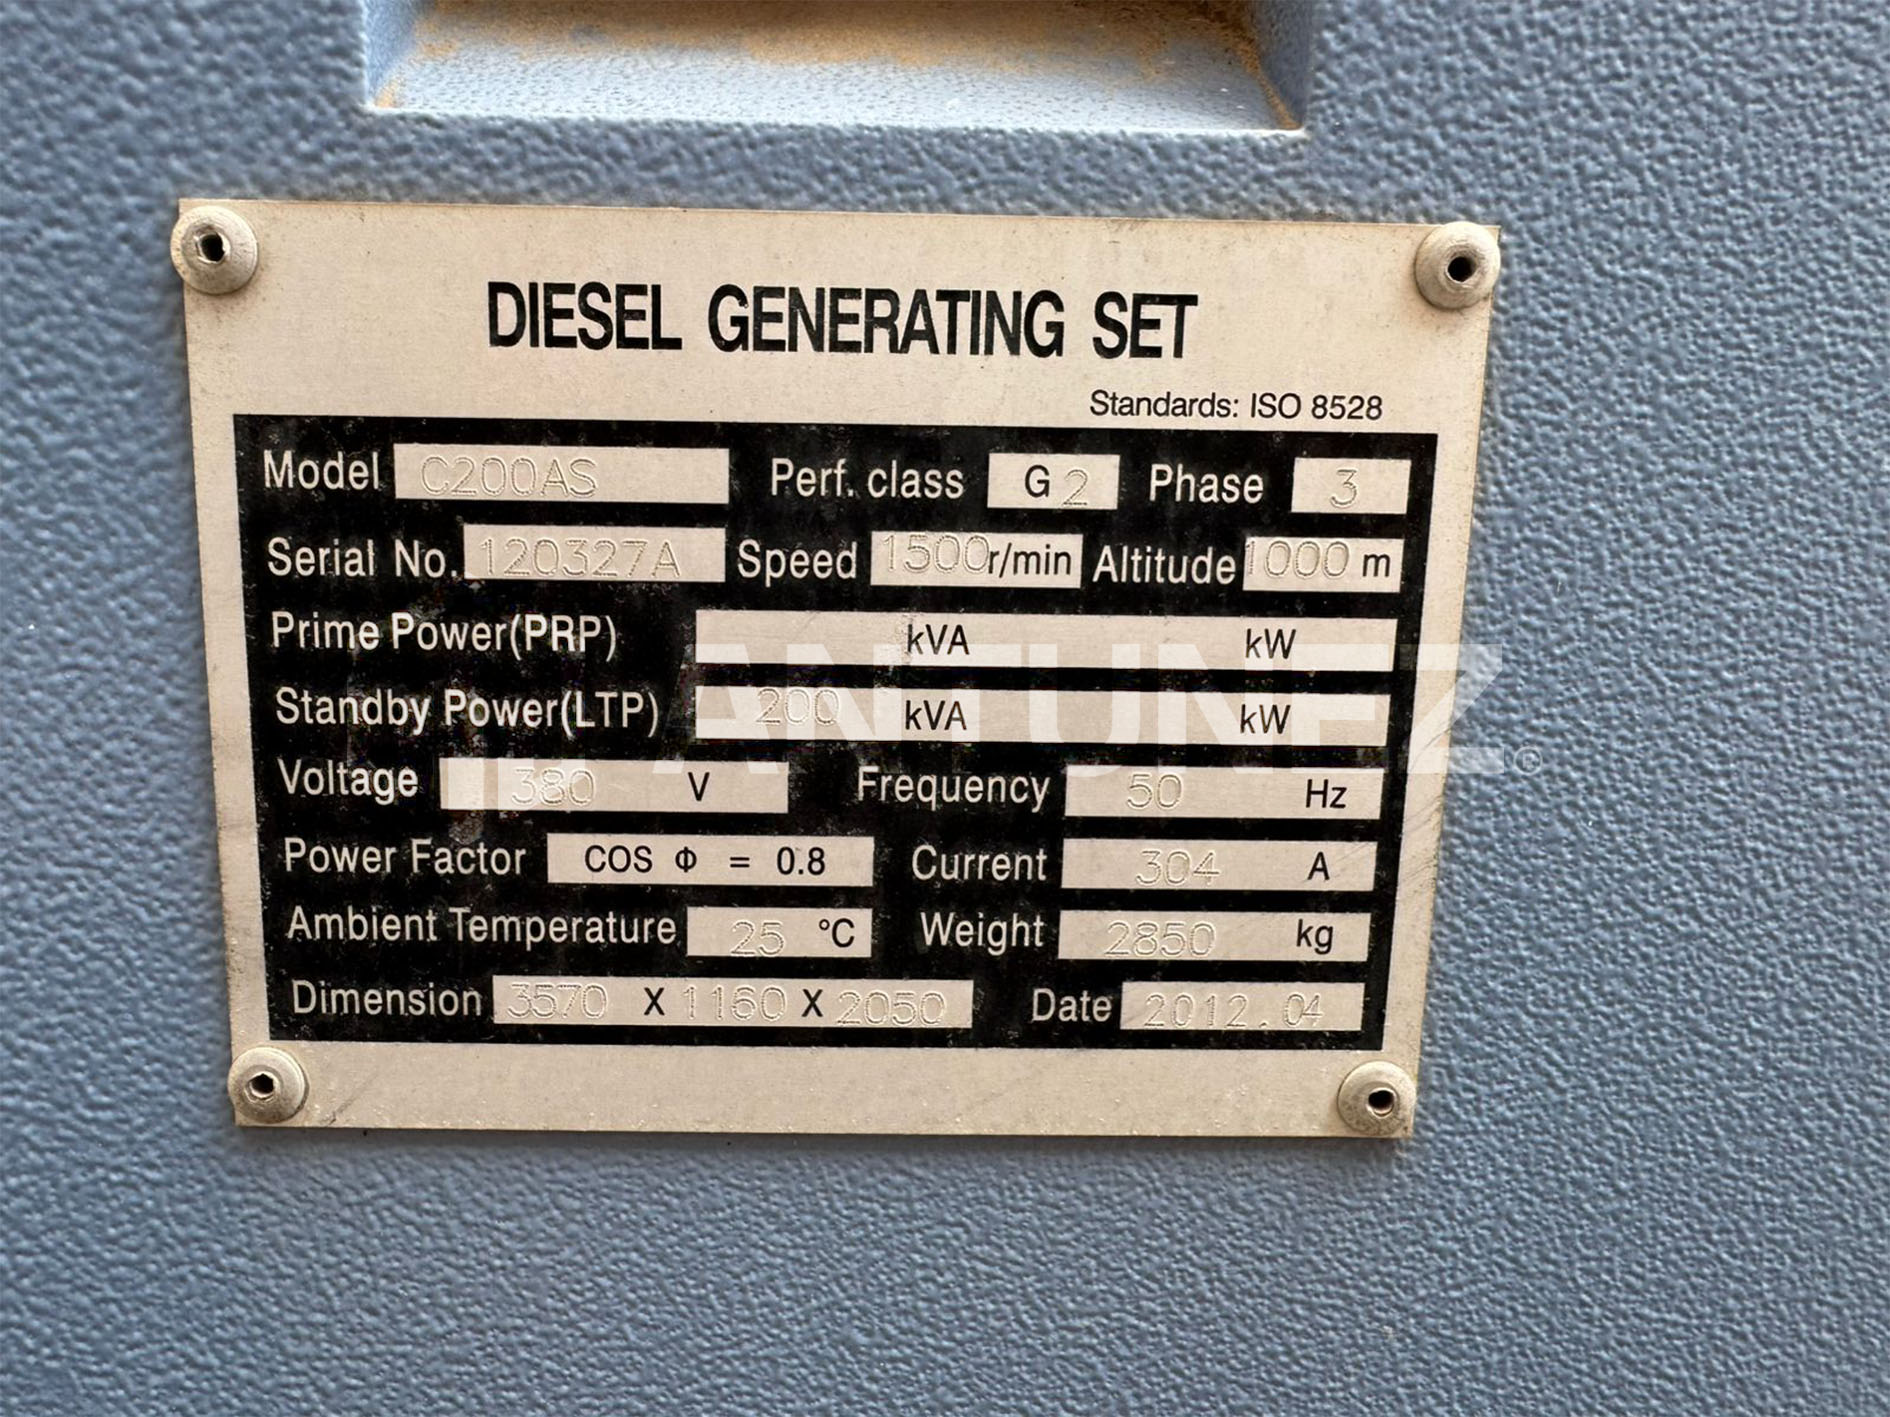 DIESEL GENERATING SET
Standards: ISO 8528
Model C200AS Perf. class G 2 Phase 3
Serial No. 120327A Speed 1500 r/min Altitude 1000 m
Prime Power(PRP) kVA kW
Standby Power(LTP) 200 kVA kW
ANTUNEZ®
Voltage 380 V Frequency 50 Hz
Power Factor COS Φ = 0.8 Current 304 A
Ambient Temperature 25 °C Weight 2850 kg
Dimension 3570 X 1160 X 2050 Date 2012.04